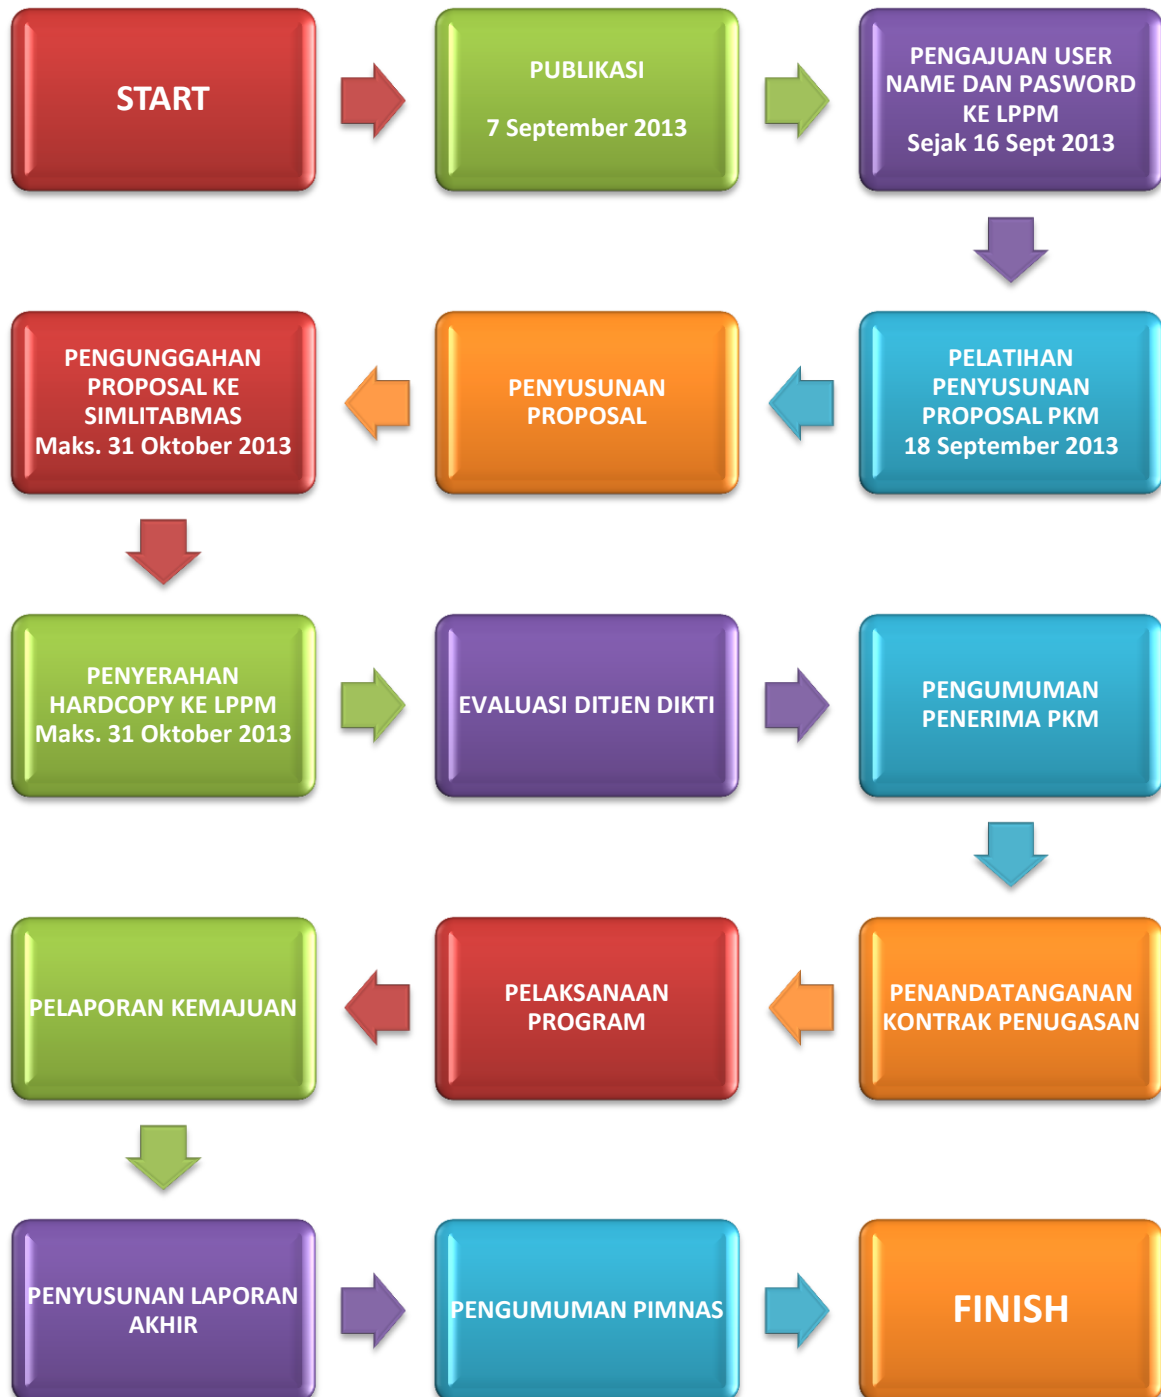 START
PUBLIKASI
7 September 2013
PENGAJUAN USER
NAME DAN PASWORD
KE LPPM
Sejak 16 Sept 2013
PELATIHAN
PENYUSUNAN
PROPOSAL PKM
18 September 2013
PENYUSUNAN
PROPOSAL
PENGUNGGAHAN
PROPOSAL KE
SIMLITABMAS
Maks. 31 Oktober 2013
PENYERAHAN
HARDCOPY KE LPPM
Maks. 31 Oktober 2013
EVALUASI DITJEN DIKTI
PENGUMUMAN
PENERIMA PKM
PENANDATANGANAN
KONTRAK PENUGASAN
PELAKSANAAN
PROGRAM
PELAPORAN KEMAJUAN
PENYUSUNAN LAPORAN
AKHIR
PENGUMUMAN PIMNAS
FINISH